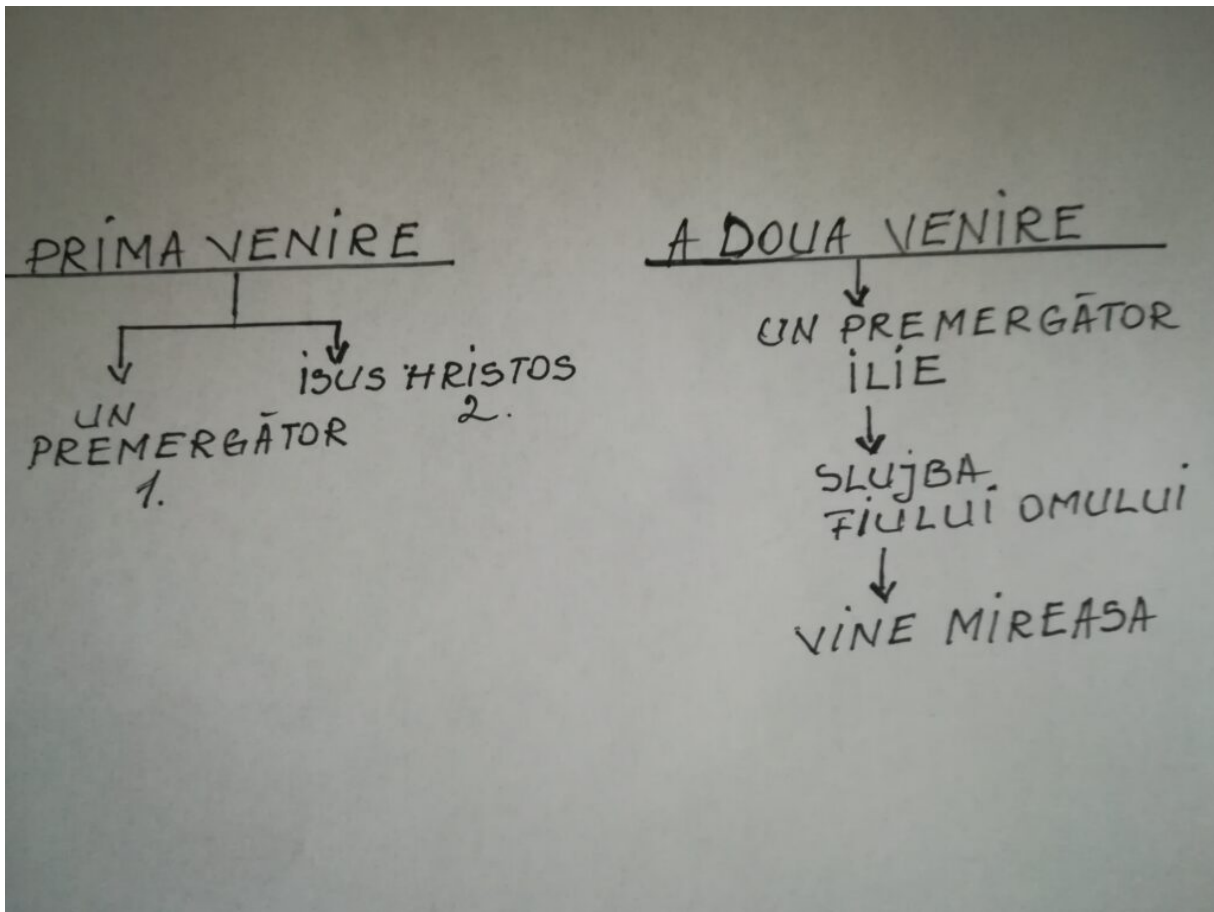 PRIMA VENIRE
UN
PREMERGĂTOR
1.
ISUS HRISTOS
2.
A DOUA VENIRE
UN PREMERGĂTOR
ILIE
SLUJBA
FIULUI OMULUI
VINE MIREASA